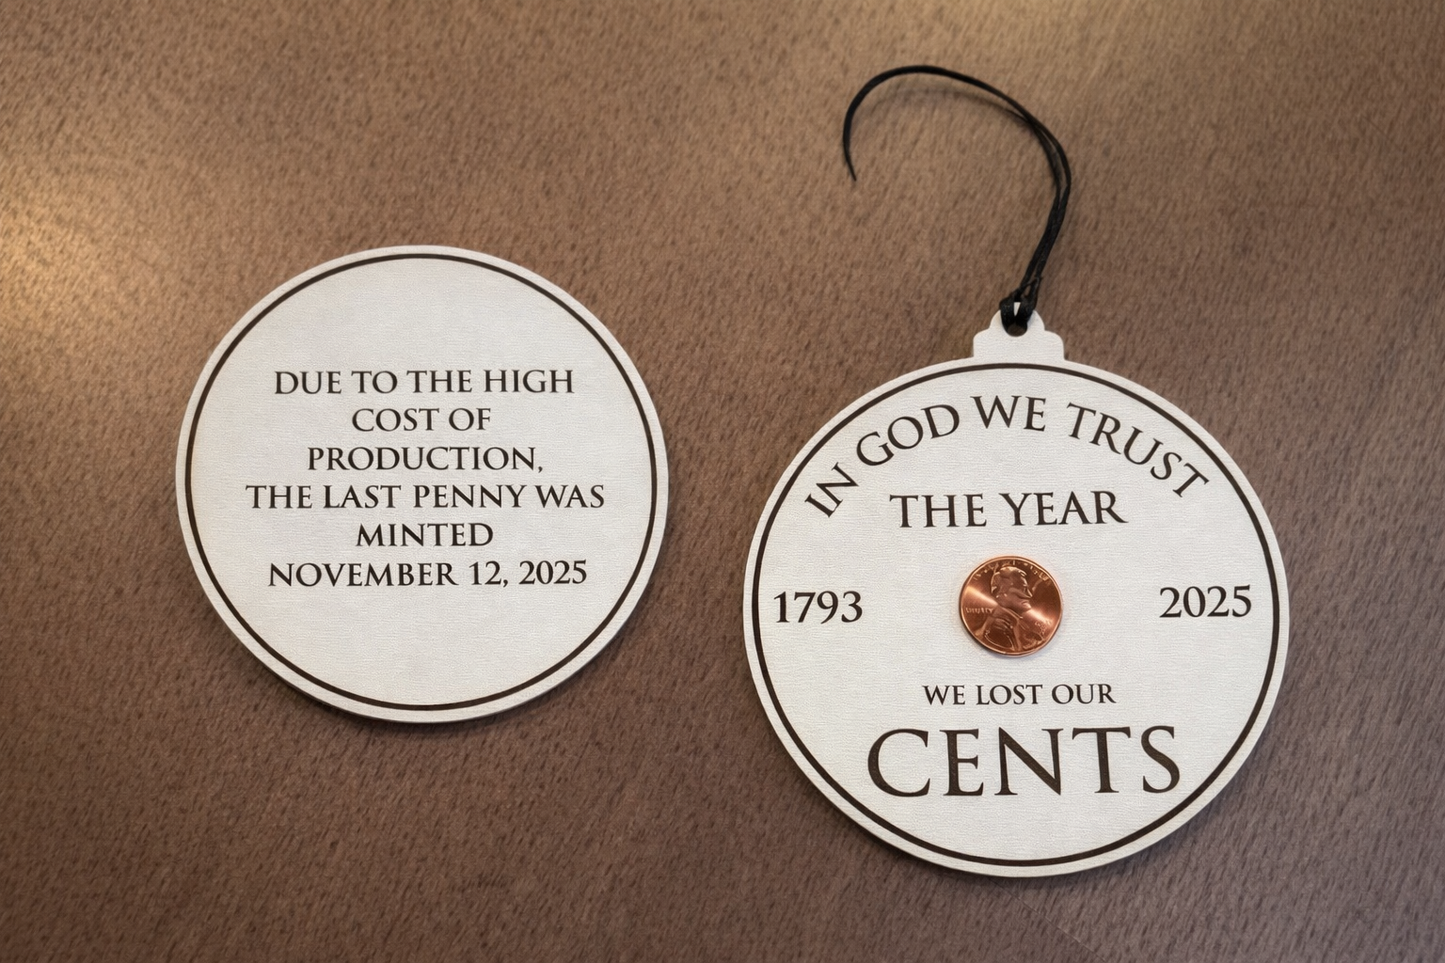 DUE TO THE HIGH
COST OF
PRODUCTION,
THE LAST PENNY WAS
MINTED
NOVEMBER 12, 2025
IN GOD WE TRUST
THE YEAR
1793
2025
WE LOST OUR
CENTS